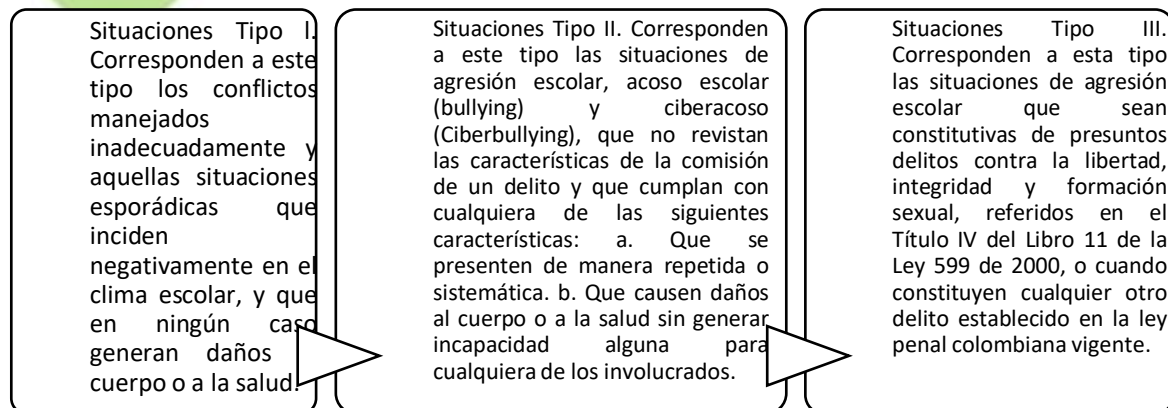 Situaciones Tipo I.
Corresponden a este
tipo los conflictos
manejados
inadecuadamente y
aquellas situaciones
esporádicas que
inciden
negativamente en el
clima escolar, y que
en ningún caso
generan daños
cuerpo o a la salud.
Situaciones Tipo II. Corresponden
a este tipo las situaciones de
agresión escolar, acoso escolar
(bullying) y ciberacoso
(Ciberbullying), que no revistan
las características de la comisión
de un delito y que cumplan con
cualquiera de las siguientes
características: a. Que se
presenten de manera repetida o
sistemática. b. Que causen daños
al cuerpo o a la salud sin generar
incapacidad alguna para
cualquiera de los involucrados.
Situaciones Tipo III.
Corresponden a esta tipo
las situaciones de agresión
escolar que sean
constitutivas de presuntos
delitos contra la libertad,
integridad y formación
sexual, referidos en el
Título IV del Libro 11 de la
Ley 599 de 2000, o cuando
constituyen cualquier otro
delito establecido en la ley
penal colombiana vigente.